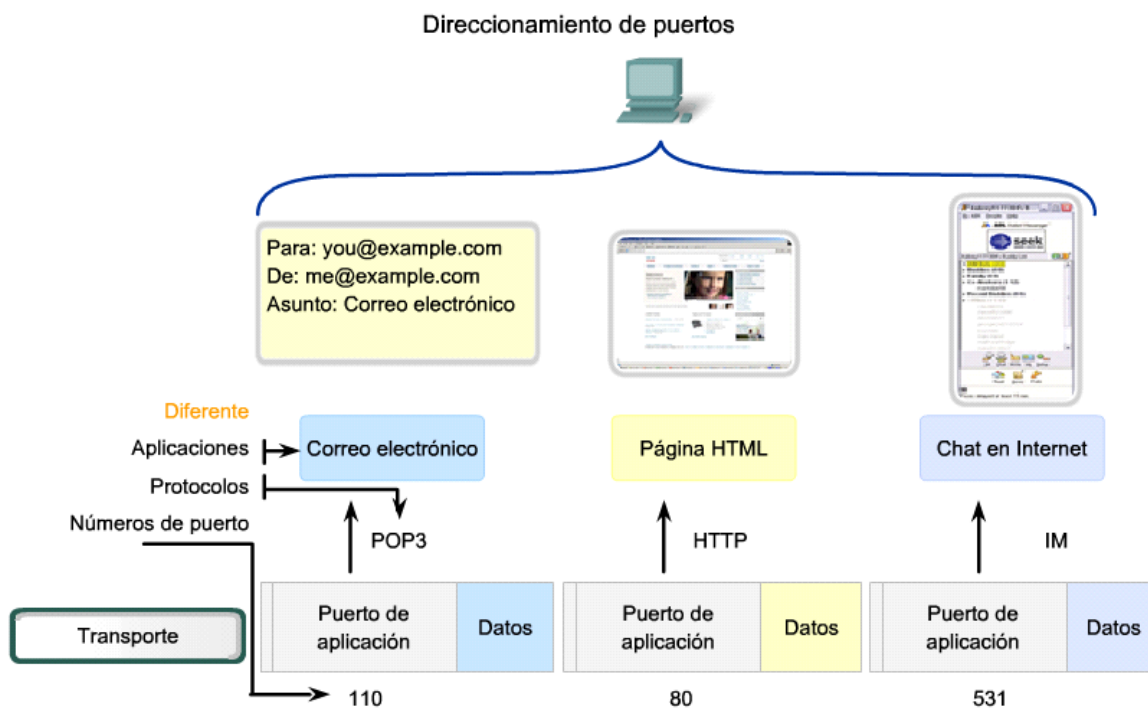 Direccionamiento de puertos
Para: you@example.com
De: me@example.com
Asunto: Correo electrónico
seek
Diferente
Aplicaciones
Protocolos
Números de puerto
Correo electrónico
Página HTML
Chat en Internet
POP3
HTTP
IM
Transporte
Puerto de
aplicación
Datos
Puerto de
aplicación
Datos
Puerto de
aplicación
Datos
110
80
531